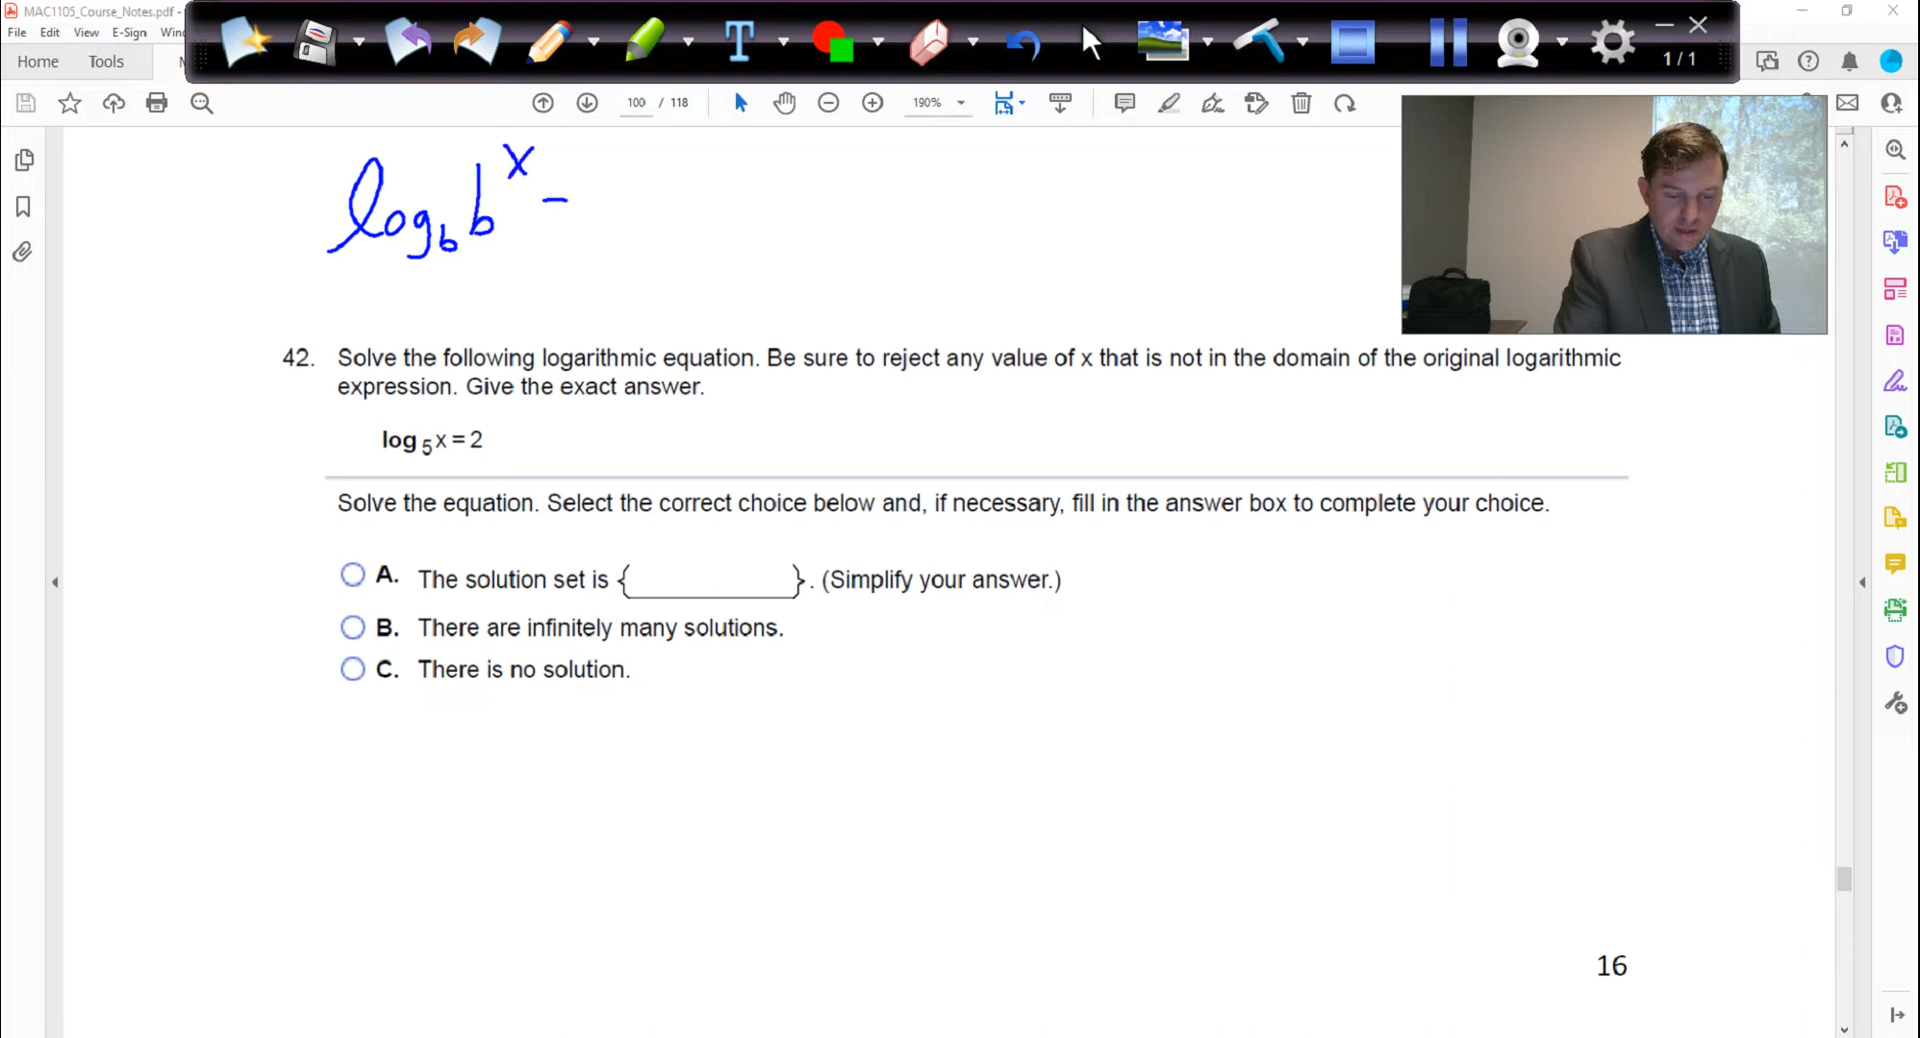 MAC1105_Course_Notes.pdf -
File Edit View E-Sign Win
1/1
Home Tools
100 / 118 190%
log_b b^x -
42. Solve the following logarithmic equation. Be sure to reject any value of x that is not in the domain of the original logarithmic
expression. Give the exact answer.
log ₅x = 2
Solve the equation. Select the correct choice below and, if necessary, fill in the answer box to complete your choice.
A. The solution set is { }. (Simplify your answer.)
B. There are infinitely many solutions.
C. There is no solution.
16